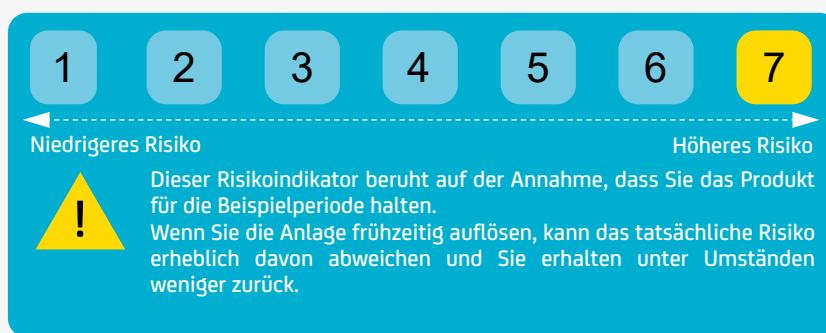 1 2 3 4 5 6 7
Niedrigeres Risiko Höheres Risiko
!
Dieser Risikoindikator beruht auf der Annahme, dass Sie das Produkt
für die Beispielperiode halten.
Wenn Sie die Anlage frühzeitig auflösen, kann das tatsächliche Risiko
erheblich davon abweichen und Sie erhalten unter Umständen
weniger zurück.